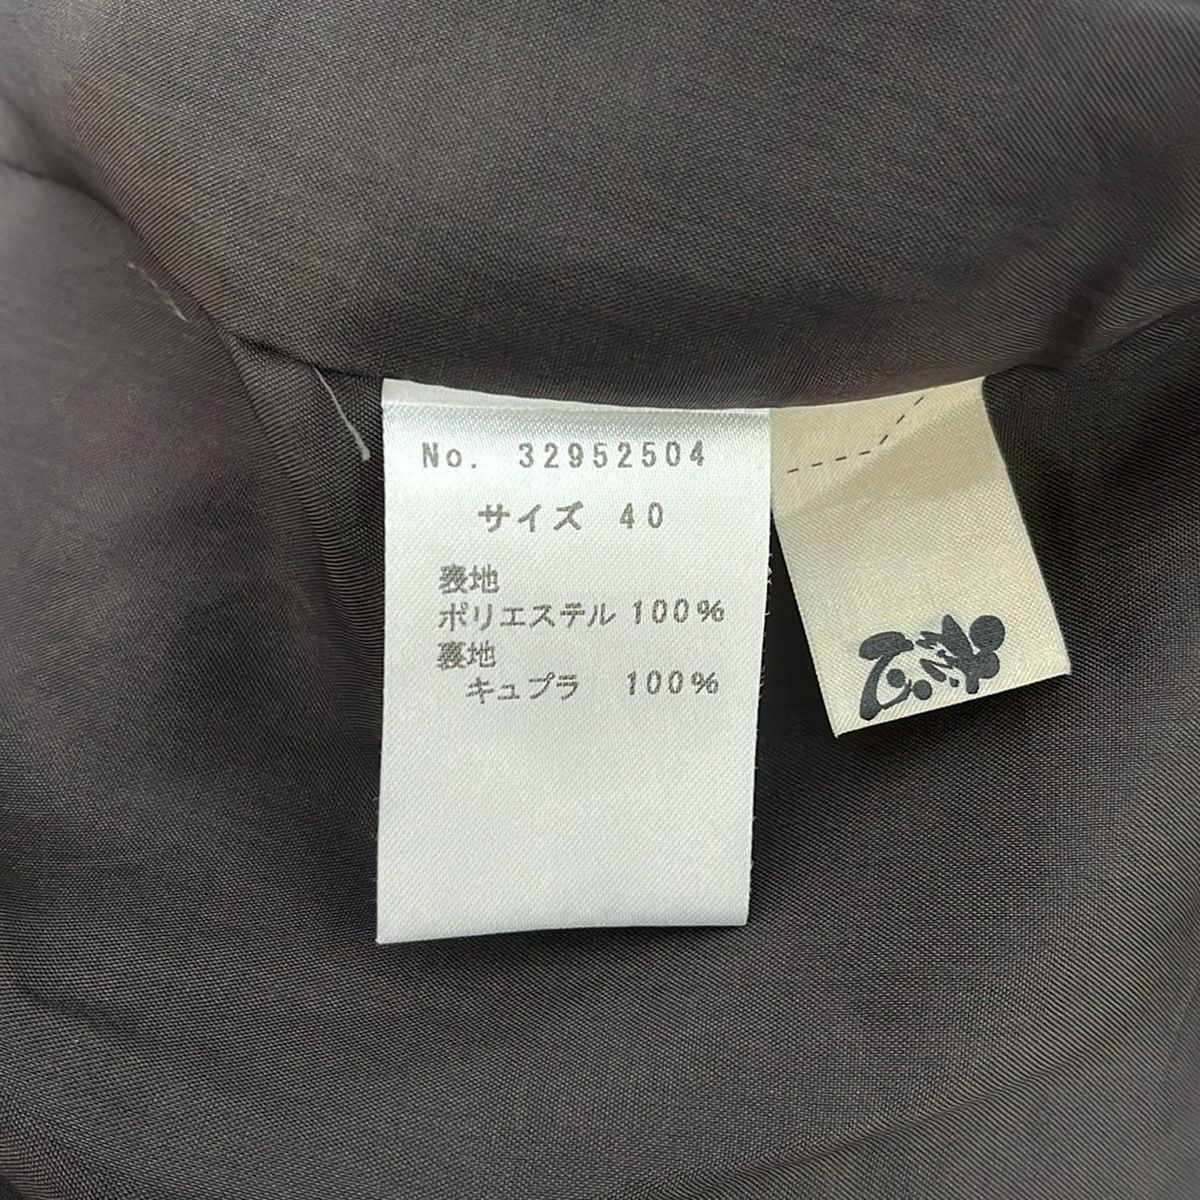 No. 32952504
サイズ 40
表地
ポリエステル 100%
裏地
キュプラ 100%